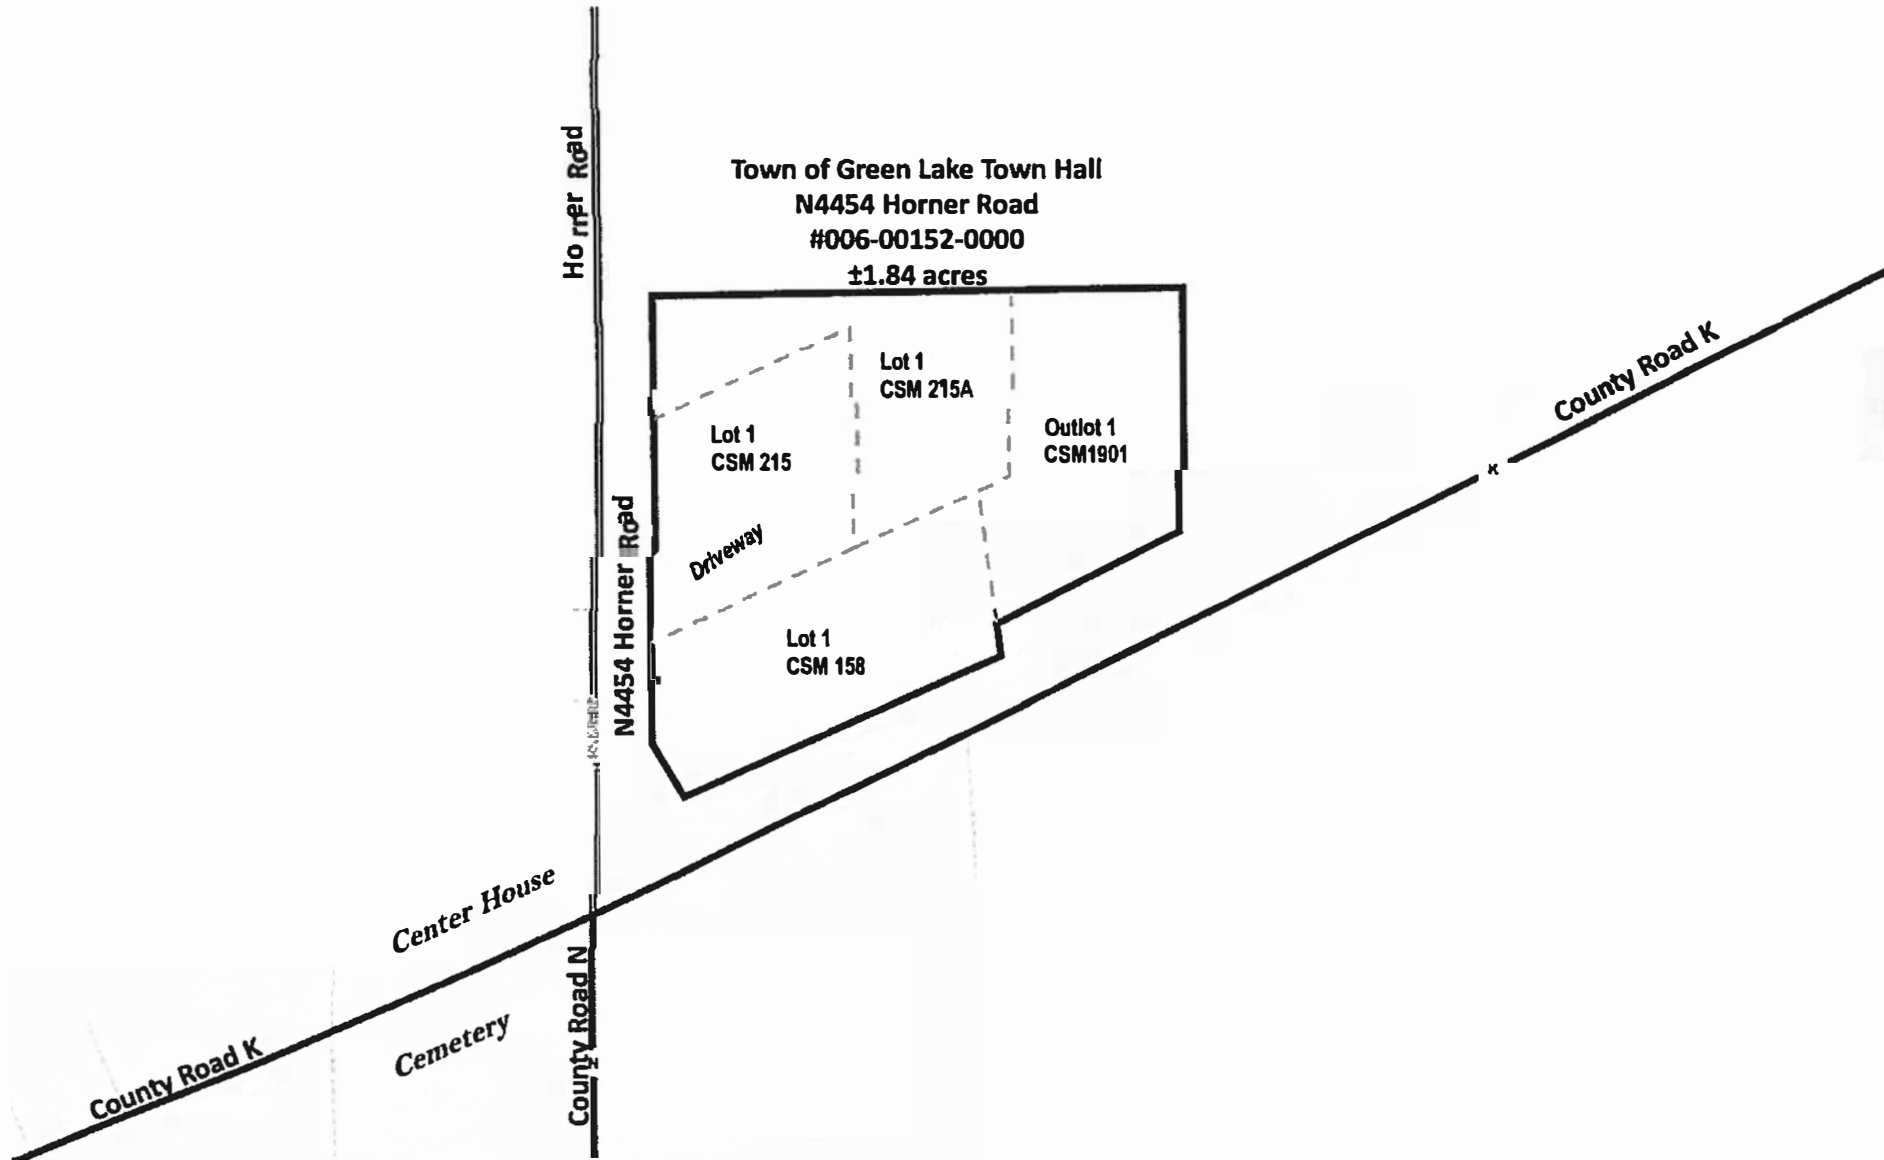 Horner Road
Town of Green Lake Town Hall
N4454 Horner Road
#006-00152-0000
±1.84 acres
County Road K
Lot 1
CSM 215A
Lot 1
CSM 215
Outlot 1
CSM1901
K
Driveway
N4454 Horner Road
Lot 1
CSM 158
Center House
County Road N
N
Cemetery
County Road K